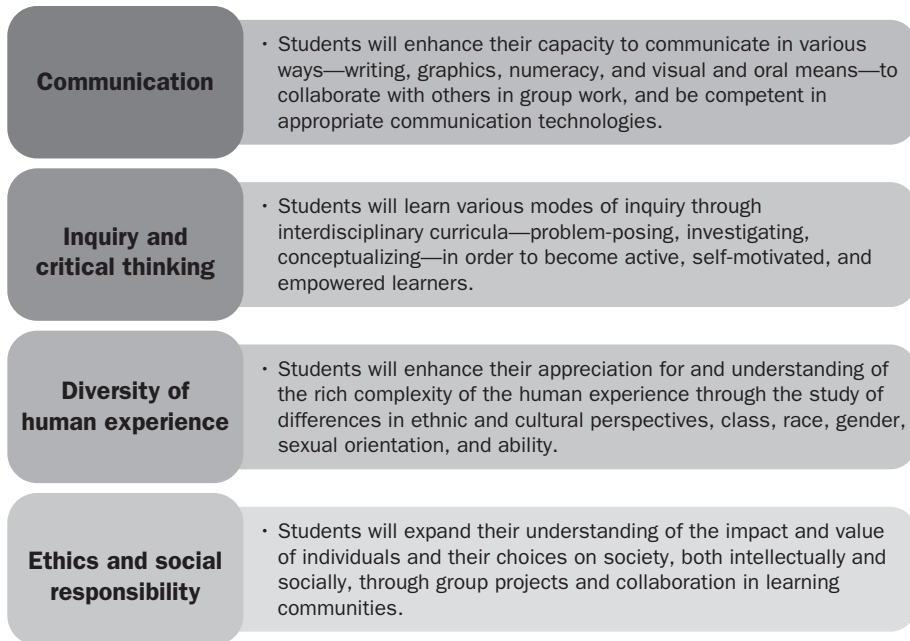 Communication
· Students will enhance their capacity to communicate in various
ways—writing, graphics, numeracy, and visual and oral means—to
collaborate with others in group work, and be competent in
appropriate communication technologies.
Inquiry and
critical thinking
· Students will learn various modes of inquiry through
interdisciplinary curricula—problem-posing, investigating,
conceptualizing—in order to become active, self-motivated, and
empowered learners.
Diversity of
human experience
· Students will enhance their appreciation for and understanding of
the rich complexity of the human experience through the study of
differences in ethnic and cultural perspectives, class, race, gender,
sexual orientation, and ability.
Ethics and social
responsibility
· Students will expand their understanding of the impact and value
of individuals and their choices on society, both intellectually and
socially, through group projects and collaboration in learning
communities.